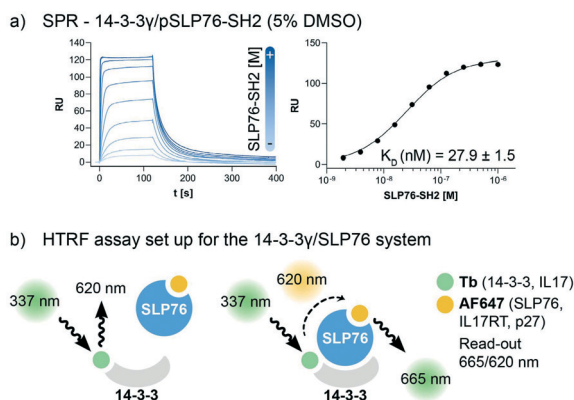 a) SPR - 14-3-3γ/pSLP76-SH2 (5% DMSO)
RU
140
120
100
80
60
40
20
0
0
100
200
300
400
t [s]
SLP76-SH2 [M]
+
-
RU
150
100
50
0
10-9
10-8
10-7
10-6
K_D (nM) = 27.9 ± 1.5
SLP76-SH2 [M]
b) HTRF assay set up for the 14-3-3γ/SLP76 system
337 nm
620 nm
SLP76
14-3-3
337 nm
620 nm
SLP76
665 nm
14-3-3
Tb (14-3-3, IL17)
AF647 (SLP76,
IL17RT, p27)
Read-out
665/620 nm